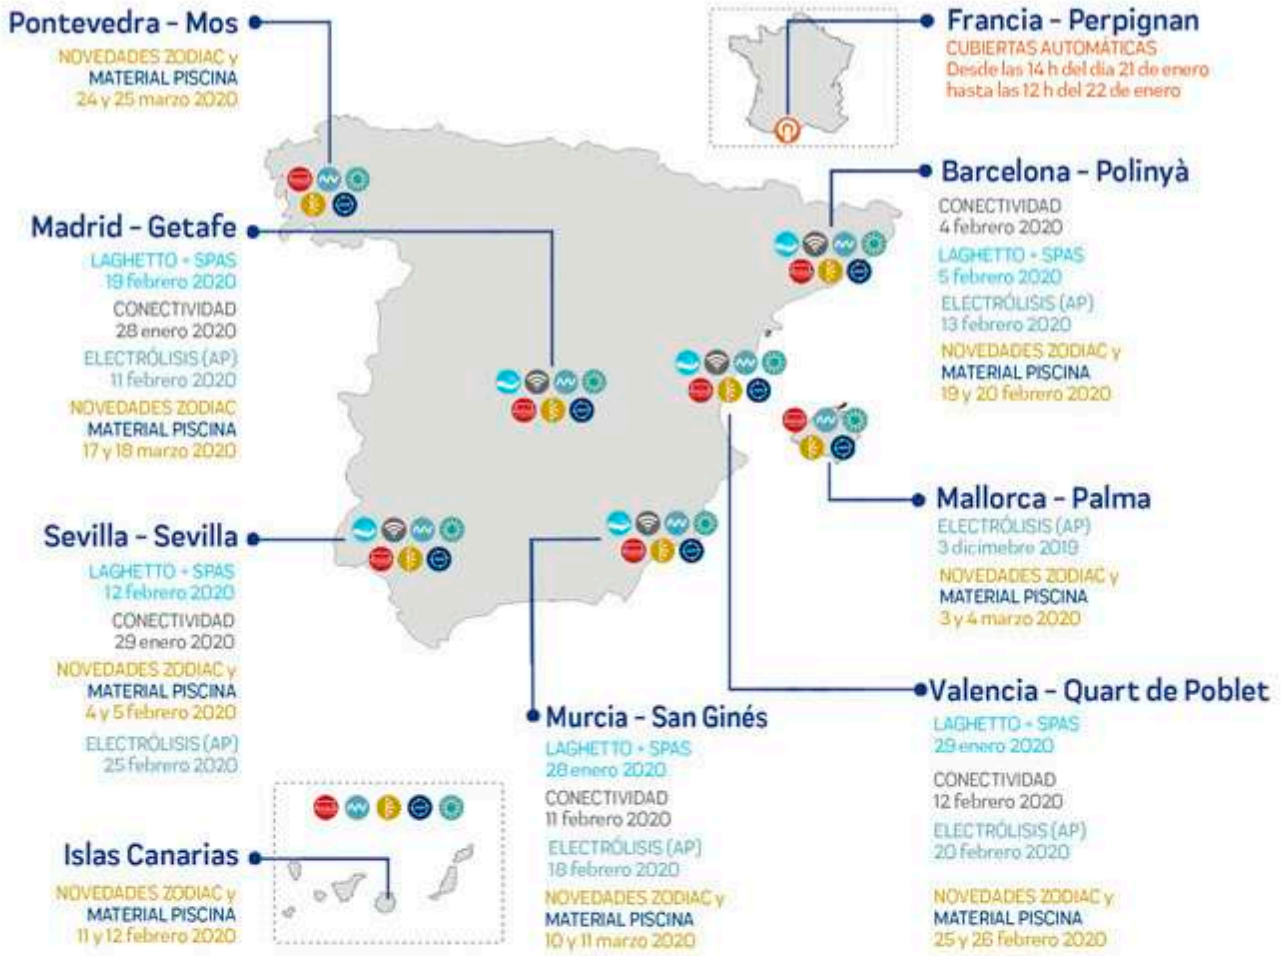 Pontevedra - Mos
NOVEDADES ZODIAC y
MATERIAL PISCINA
24 y 25 marzo 2020
Francia - Perpignan
CUBIERTAS AUTOMÁTICAS
Desde las 14 h del día 21 de enero
hasta las 12 h del 22 de enero
Madrid - Getafe
LAGHETTO + SPAS
19 febrero 2020
CONECTIVIDAD
28 enero 2020
ELECTRÓLISIS (AP)
11 febrero 2020
NOVEDADES ZODIAC
MATERIAL PISCINA
17 y 18 marzo 2020
Barcelona - Polinyà
CONECTIVIDAD
4 febrero 2020
LAGHETTO + SPAS
5 febrero 2020
ELECTRÓLISIS (AP)
13 febrero 2020
NOVEDADES ZODIAC y
MATERIAL PISCINA
19 y 20 febrero 2020
Sevilla - Sevilla
LAGHETTO + SPAS
12 febrero 2020
CONECTIVIDAD
29 enero 2020
NOVEDADES ZODIAC y
MATERIAL PISCINA
4 y 5 febrero 2020
ELECTRÓLISIS (AP)
25 febrero 2020
Mallorca - Palma
ELECTRÓLISIS (AP)
3 dicimebre 2019
NOVEDADES ZODIAC y
MATERIAL PISCINA
3 y 4 marzo 2020
Islas Canarias
NOVEDADES ZODIAC y
MATERIAL PISCINA
11 y 12 febrero 2020
Murcia - San Ginés
LAGHETTO + SPAS
28 enero 2020
CONECTIVIDAD
11 febrero 2020
ELECTRÓLISIS (AP)
18 febrero 2020
NOVEDADES ZODIAC y
MATERIAL PISCINA
10 y 11 marzo 2020
Valencia - Quart de Poblet
LAGHETTO + SPAS
29 enero 2020
CONECTIVIDAD
12 febrero 2020
ELECTRÓLISIS (AP)
20 febrero 2020
NOVEDADES ZODIAC y
MATERIAL PISCINA
25 y 26 febrero 2020